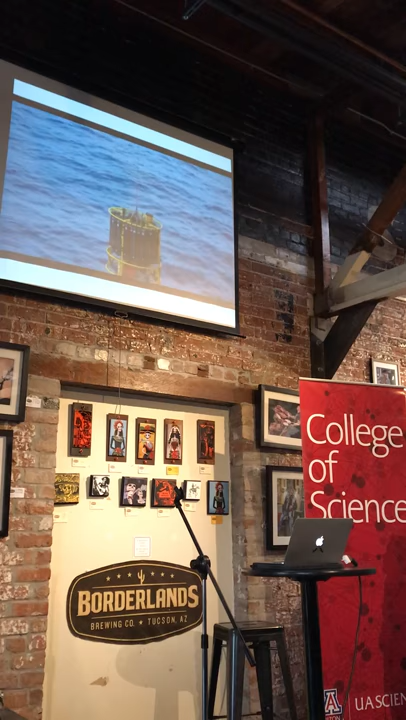 College
of
Science
BORDERLANDS
BREWING CO. ★ TUCSON, AZ
A
UA SCIEN